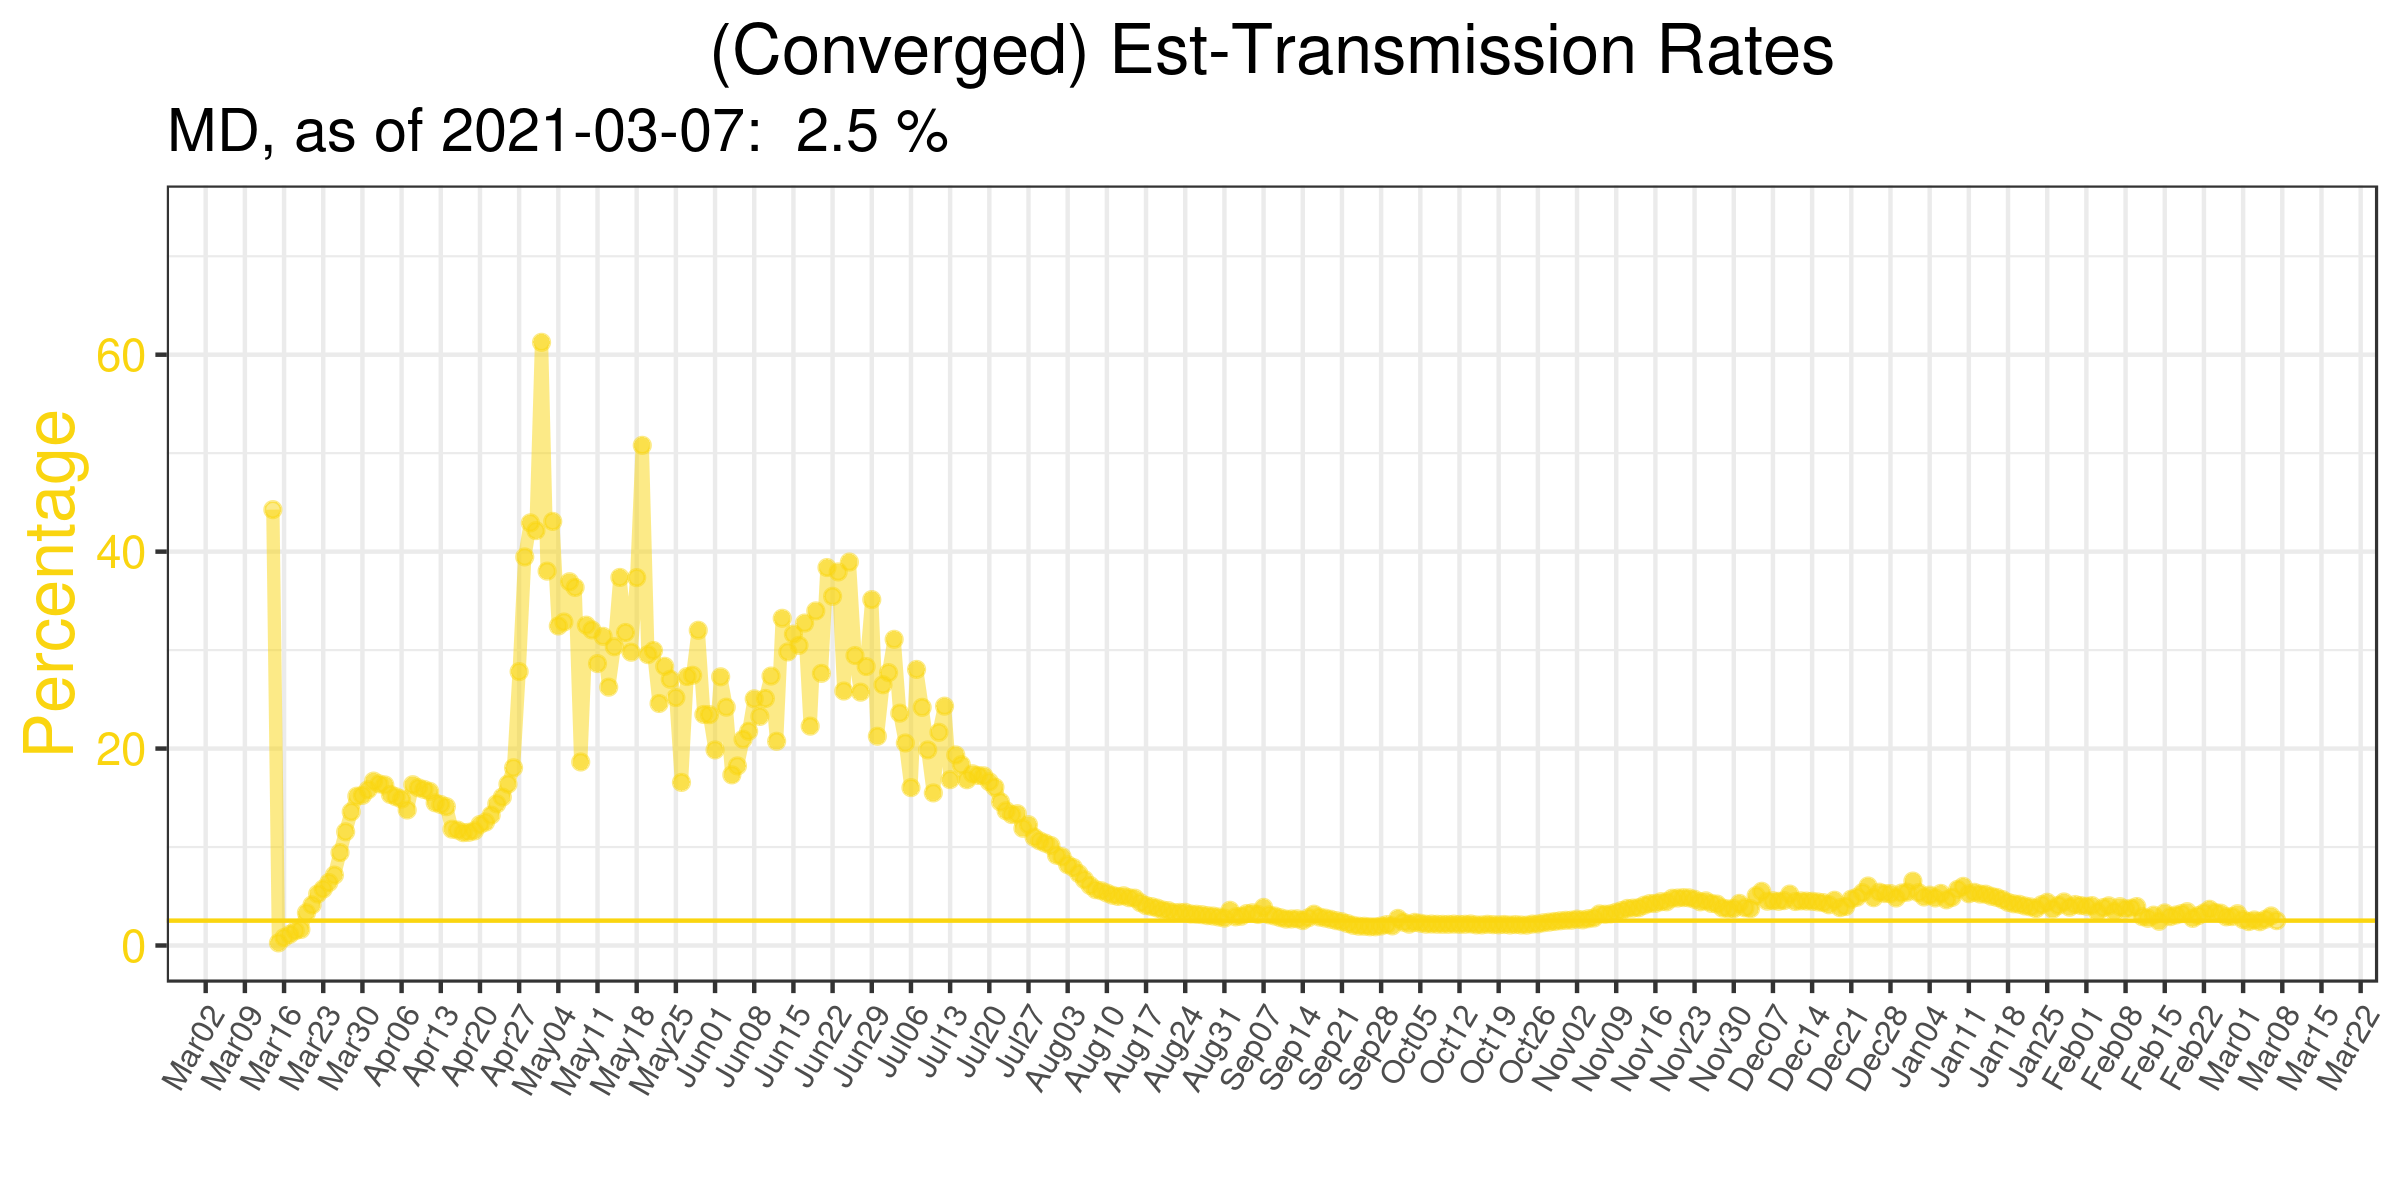 (Converged) Est-Transmission Rates
MD, as of 2021-03-07:  2.5 %
Percentage
60
40
20
0
Mar02 Mar09 Mar16 Mar23 Mar30 Apr06 Apr13 Apr20 Apr27 May04 May11 May18 May25 Jun01 Jun08 Jun15 Jun22 Jun29 Jul06 Jul13 Jul20 Jul27 Aug03 Aug10 Aug17 Aug24 Aug31 Sep07 Sep14 Sep21 Sep28 Oct05 Oct12 Oct19 Oct26 Nov02 Nov09 Nov16 Nov23 Nov30 Dec07 Dec14 Dec21 Dec28 Jan04 Jan11 Jan18 Jan25 Feb01 Feb08 Feb15 Feb22 Mar01 Mar08 Mar15 Mar22